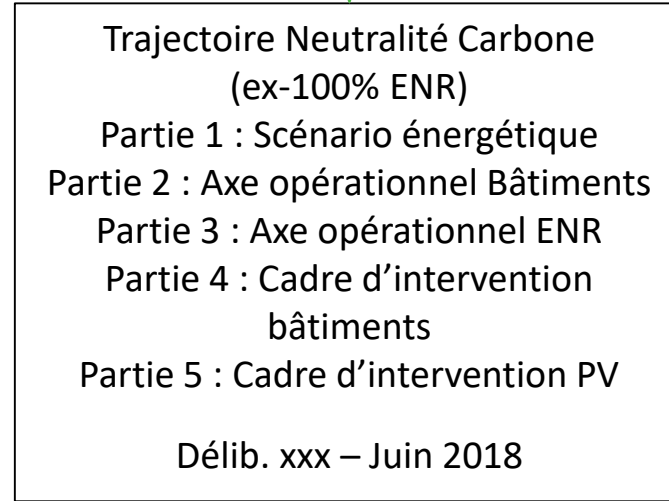 Trajectoire Neutralité Carbone
(ex-100% ENR)
Partie 1 : Scénario énergétique
Partie 2 : Axe opérationnel Bâtiments
Partie 3 : Axe opérationnel ENR
Partie 4 : Cadre d’intervention
bâtiments
Partie 5 : Cadre d’intervention PV
Délib. xxx – Juin 2018